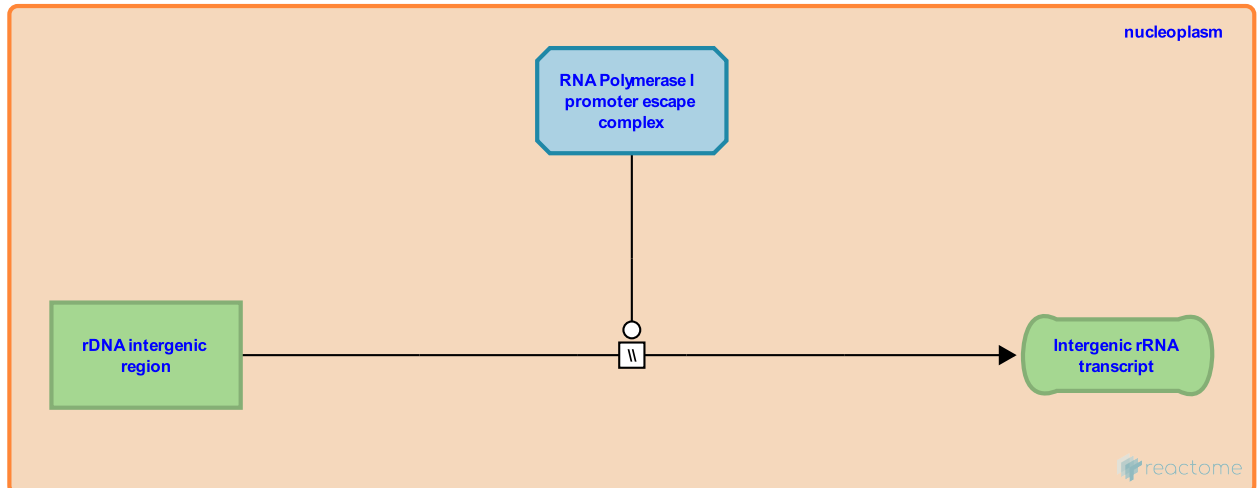 nucleoplasm
RNA Polymerase I
promoter escape
complex
rDNA intergenic
region
\\
Intergenic rRNA
transcript
reactome